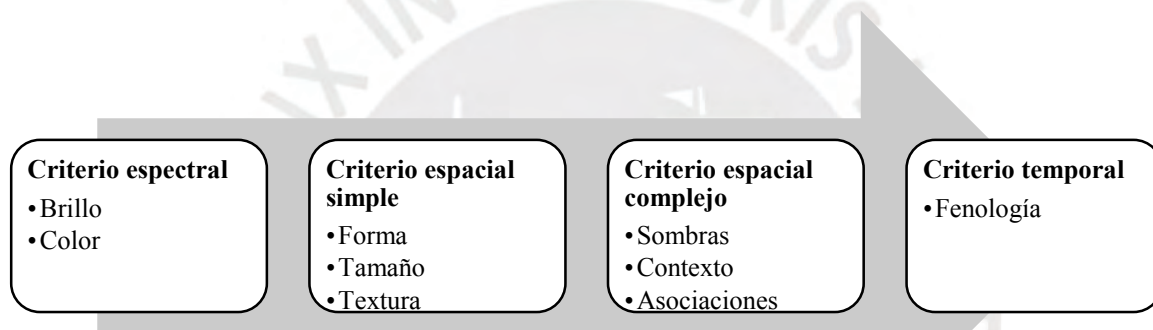 Criterio espectral
•Brillo
•Color
Criterio espacial
simple
•Forma
•Tamaño
•Textura
Criterio espacial
complejo
•Sombras
•Contexto
•Asociaciones
Criterio temporal
•Fenología